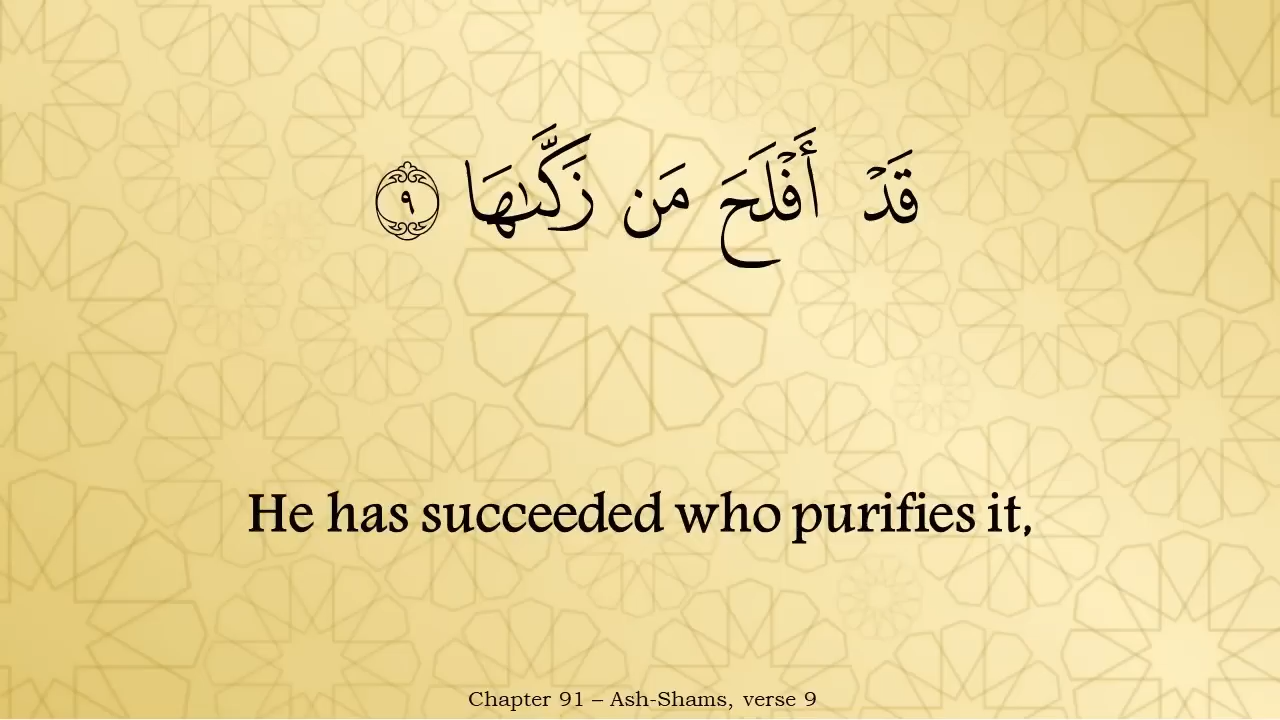 قَدْ أَفْلَحَ مَن زَكَّىٰهَا ٩
He has succeeded who purifies it,
Chapter 91 – Ash-Shams, verse 9